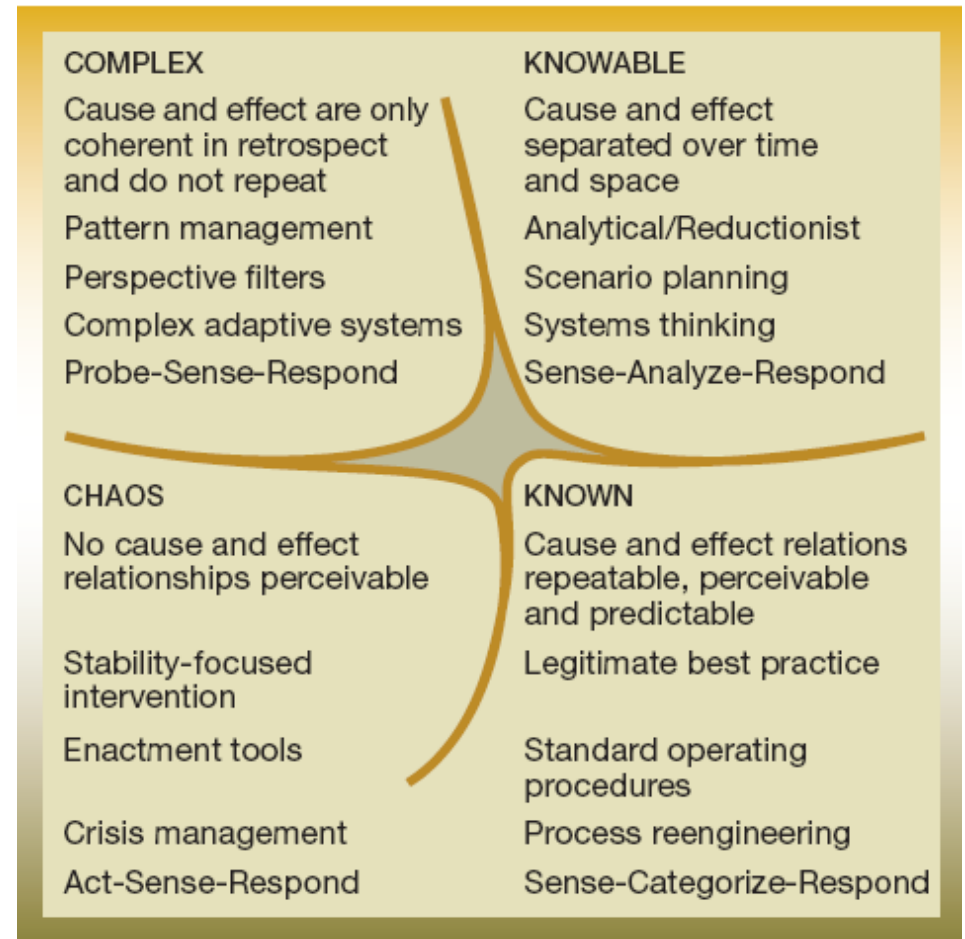 COMPLEX
Cause and effect are only
coherent in retrospect
and do not repeat
Pattern management
Perspective filters
Complex adaptive systems
Probe-Sense-Respond
KNOWABLE
Cause and effect
separated over time
and space
Analytical/Reductionist
Scenario planning
Systems thinking
Sense-Analyze-Respond
CHAOS
No cause and effect
relationships perceivable
Stability-focused
intervention
Enactment tools
Crisis management
Act-Sense-Respond
KNOWN
Cause and effect relations
repeatable, perceivable
and predictable
Legitimate best practice
Standard operating
procedures
Process reengineering
Sense-Categorize-Respond